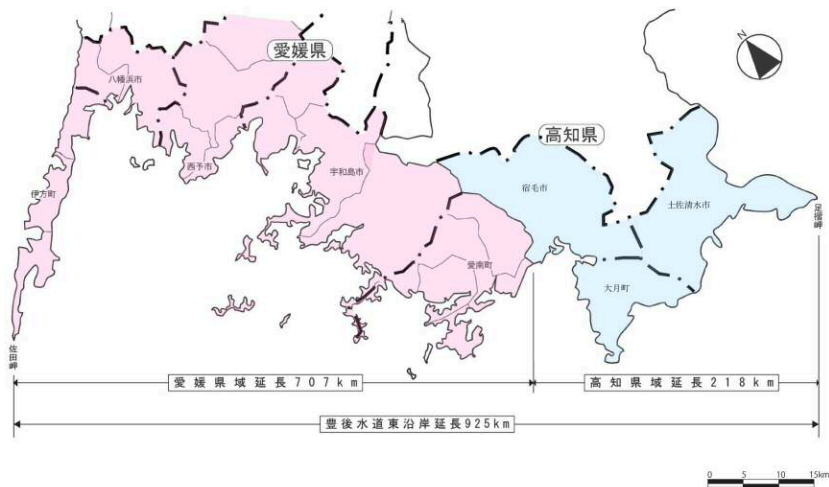 愛媛県
N
八幡浜市
高知県
西予市
宇和島市
宿毛市
伊方町
土佐清水市
足摺岬
愛南町
大月町
佐田岬
愛媛県域延長707km
高知県域延長218km
豊後水道東沿岸延長925km
0 5 10 15km